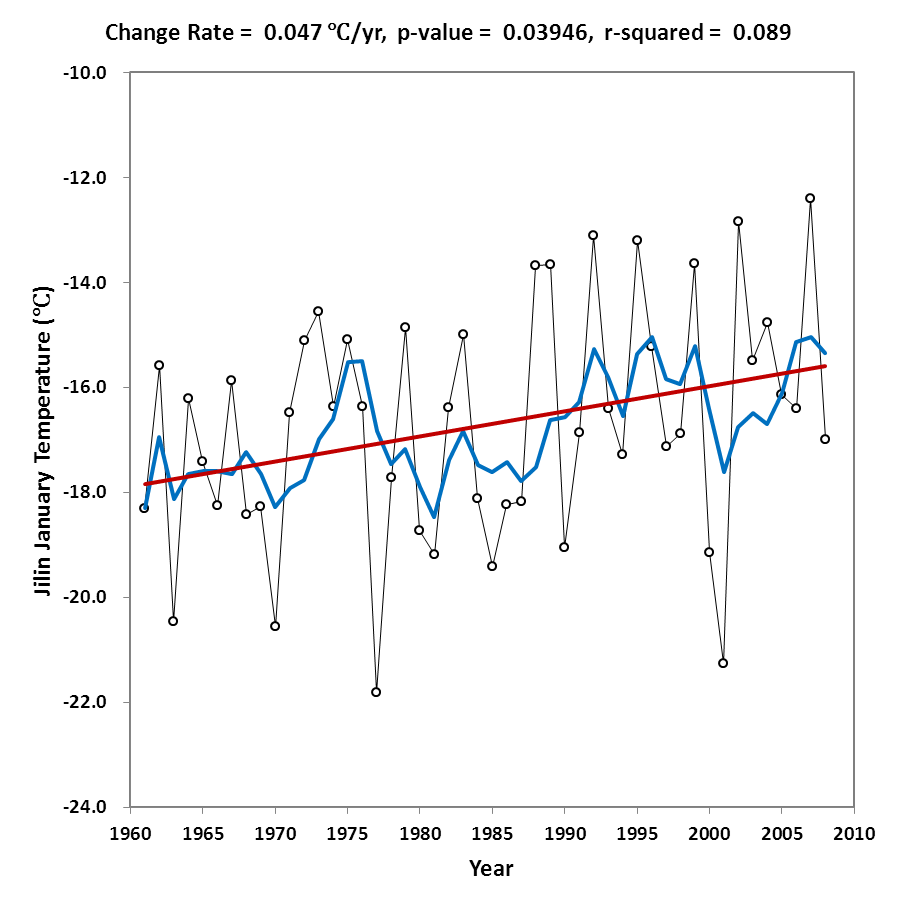 Change Rate = 0.047 ℃/yr, p-value = 0.03946, r-squared = 0.089
-10.0
-12.0
-14.0
-16.0
-18.0
-20.0
-22.0
-24.0
Jilin January Temperature (℃)
1960 1965 1970 1975 1980 1985 1990 1995 2000 2005 2010
Year